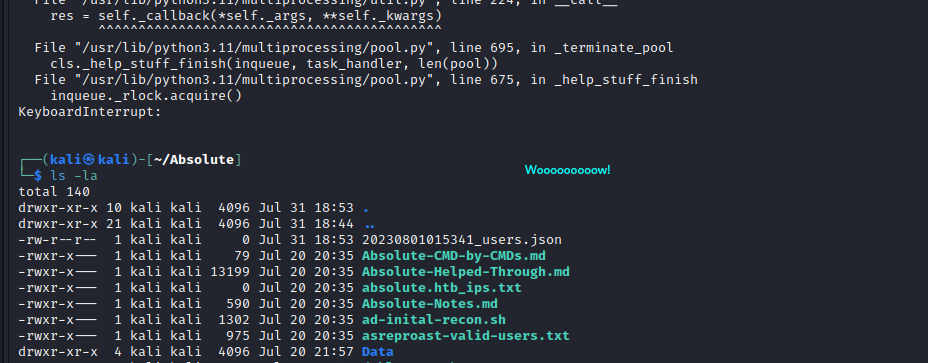 File "/usr/lib/python3.11/multiprocessing/util.py", line 224, in __call__
res = self._callback(*self._args, **self._kwargs)
^^^^^^^^^^^^^^^^^^^^^^^^^^^^^^^^^^^^^^^^^^^
File "/usr/lib/python3.11/multiprocessing/pool.py", line 695, in _terminate_pool
cls._help_stuff_finish(inqueue, task_handler, len(pool))
File "/usr/lib/python3.11/multiprocessing/pool.py", line 675, in _help_stuff_finish
inqueue._rlock.acquire()
KeyboardInterrupt:
┌──(kali㉿kali)-[~/Absolute]
└─$ ls -la
Wooooooooow!
total 140
drwxr-xr-x 10 kali kali 4096 Jul 31 18:53 .
drwxr-xr-x 21 kali kali 4096 Jul 31 18:44 ..
-rw-r--r-- 1 kali kali 0 Jul 31 18:53 20230801015341_users.json
-rwxr-x--- 1 kali kali 79 Jul 20 20:35 Absolute-CMD-by-CMDs.md
-rwxr-x--- 1 kali kali 13199 Jul 20 20:35 Absolute-Helped-Through.md
-rwxr-x--- 1 kali kali 0 Jul 20 20:35 absolute.htb_ips.txt
-rwxr-x--- 1 kali kali 590 Jul 20 20:35 Absolute-Notes.md
-rwxr-x--- 1 kali kali 1302 Jul 20 20:35 ad-inital-recon.sh
-rwxr-x--- 1 kali kali 975 Jul 20 20:35 asreproast-valid-users.txt
drwxr-xr-x 4 kali kali 4096 Jul 20 21:57 Data